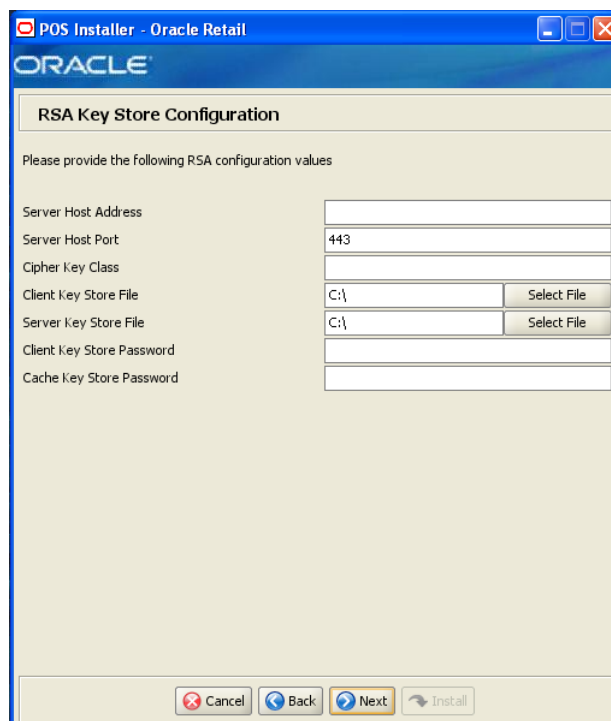 POS Installer - Oracle Retail
ORACLE
RSA Key Store Configuration
Please provide the following RSA configuration values
Server Host Address
Server Host Port 443
Cipher Key Class
Client Key Store File C:\ Select File
Server Key Store File C:\ Select File
Client Key Store Password
Cache Key Store Password
Cancel Back Next Install